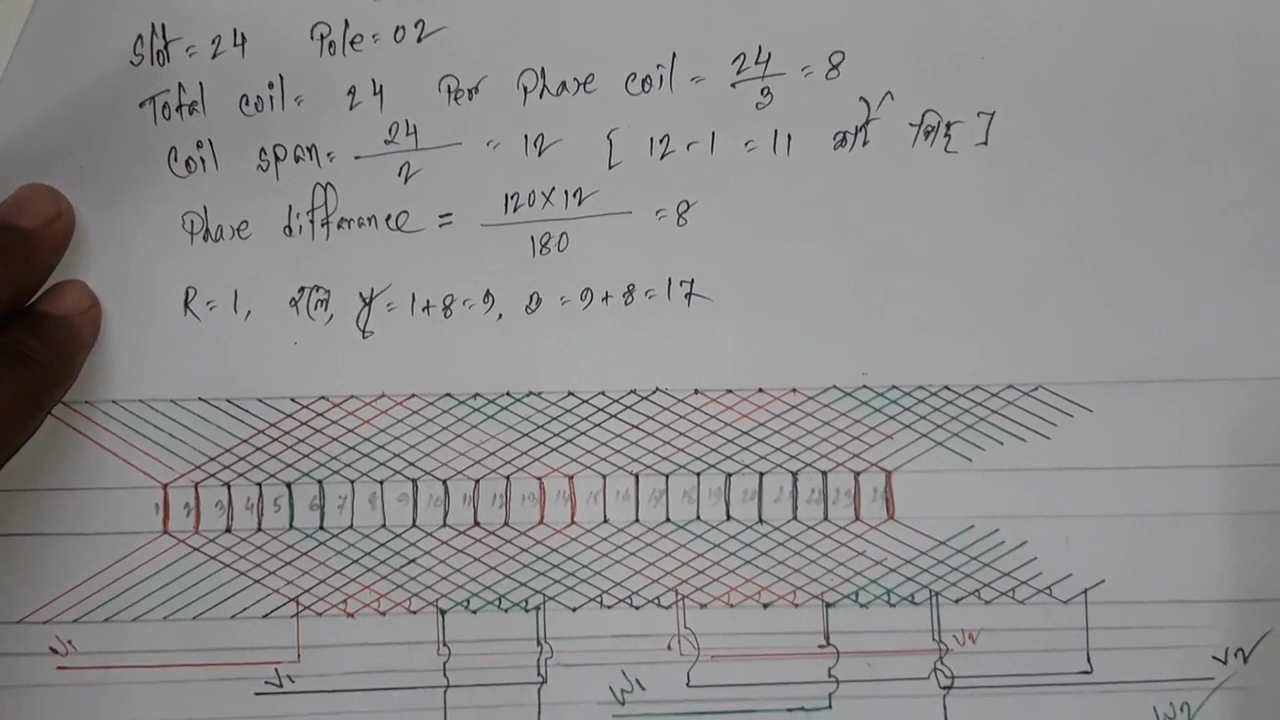 Slot = 24 Pole = 02
Total coil = 24 Per Phase coil = 24/3 = 8
Coil span = 24/2 = 12 [ 12-1 = 11 ]
Phase differance = 120×12/180 = 8
R = 1, = 1+8=9, = 9+8=17
1 2 3 4 5 6 7 8 9 10 11 12 13 14 15 16 17 18 19 20 21 22 23 24
V2
V1
W1
V2
W2